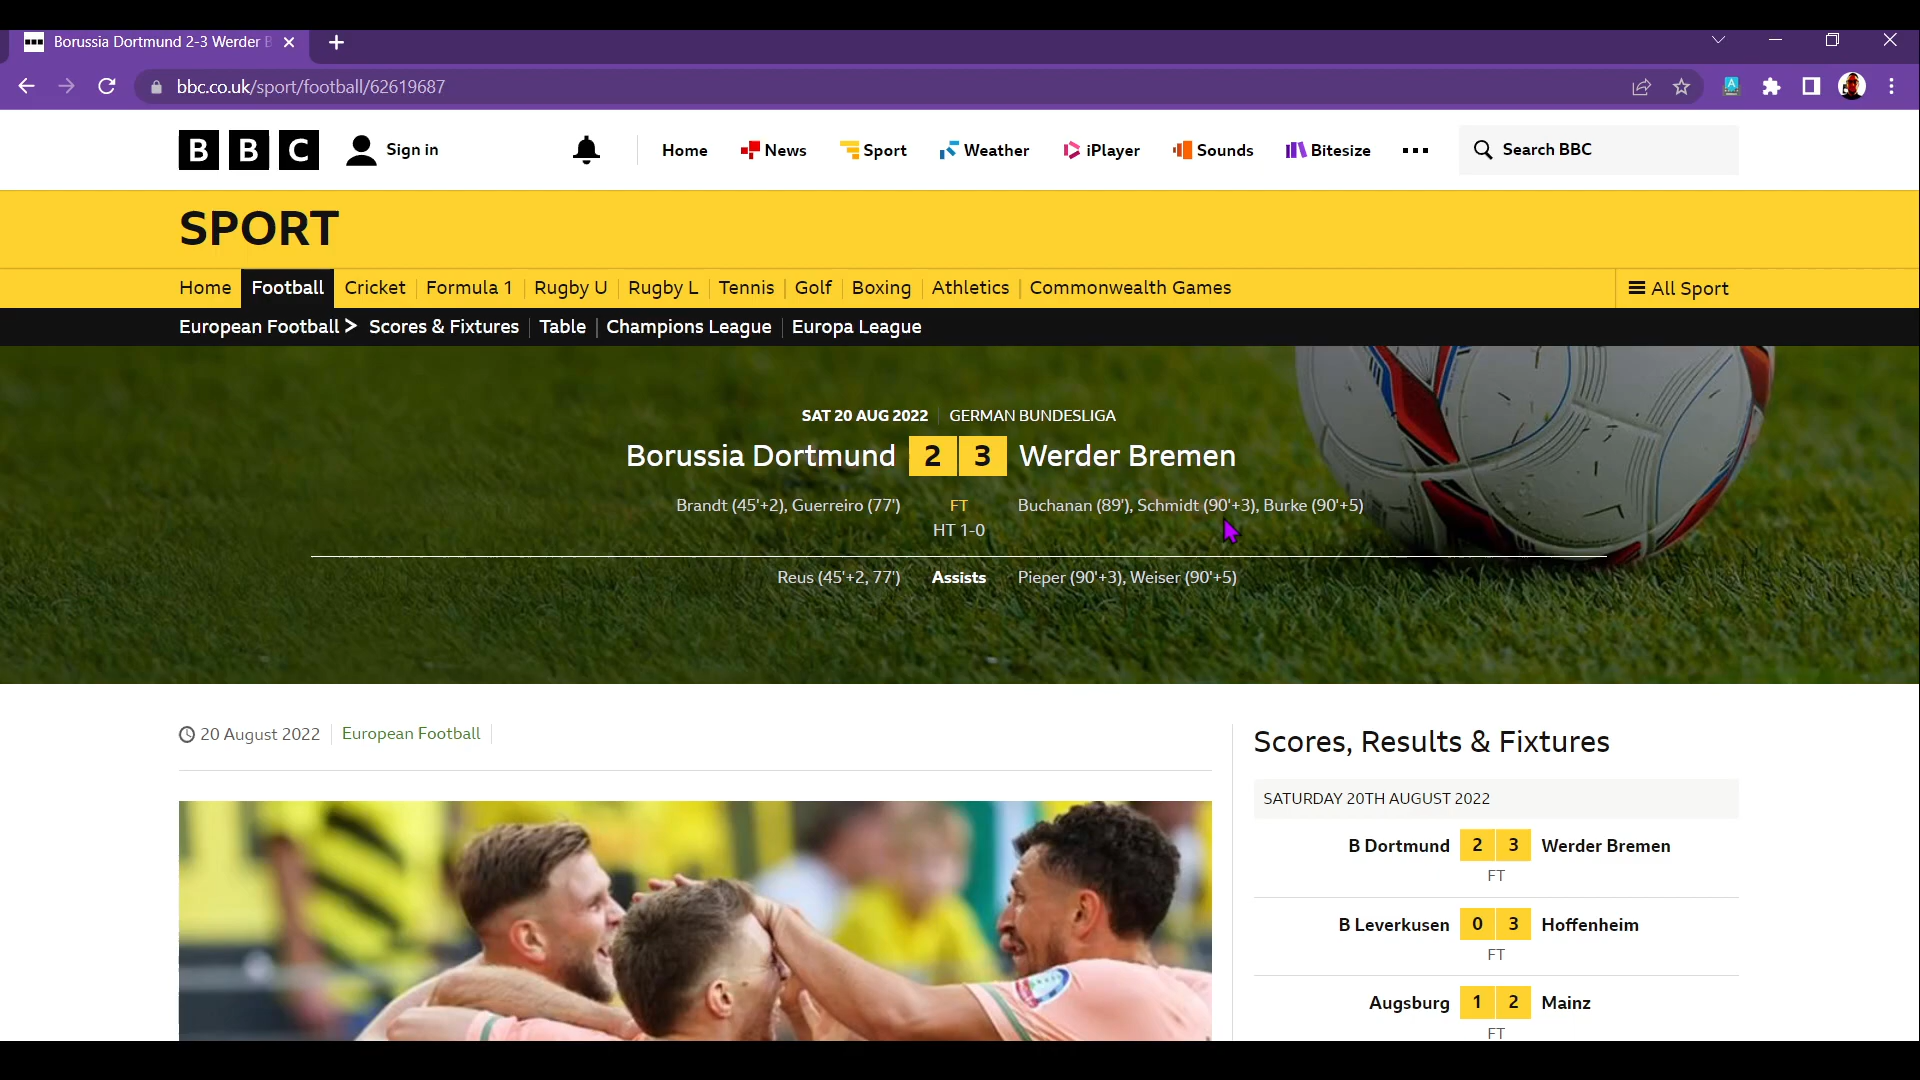 Borussia Dortmund 2-3 Werder B
bbc.co.uk/sport/football/62619687
BBC Sign in Home News Sport Weather iPlayer Sounds Bitesize Search BBC
SPORT
Home Football Cricket Formula 1 Rugby U Rugby L Tennis Golf Boxing Athletics Commonwealth Games All Sport
European Football Scores & Fixtures Table Champions League Europa League
SAT 20 AUG 2022 GERMAN BUNDESLIGA
Borussia Dortmund 2 3 Werder Bremen
Brandt (45'+2), Guerreiro (77') FT Buchanan (89'), Schmidt (90'+3), Burke (90'+5)
HT 1-0
Reus (45'+2, 77') Assists Pieper (90'+3), Weiser (90'+5)
20 August 2022 European Football
Scores, Results & Fixtures
SATURDAY 20TH AUGUST 2022
B Dortmund 2 3 Werder Bremen
FT
B Leverkusen 0 3 Hoffenheim
FT
Augsburg 1 2 Mainz
FT